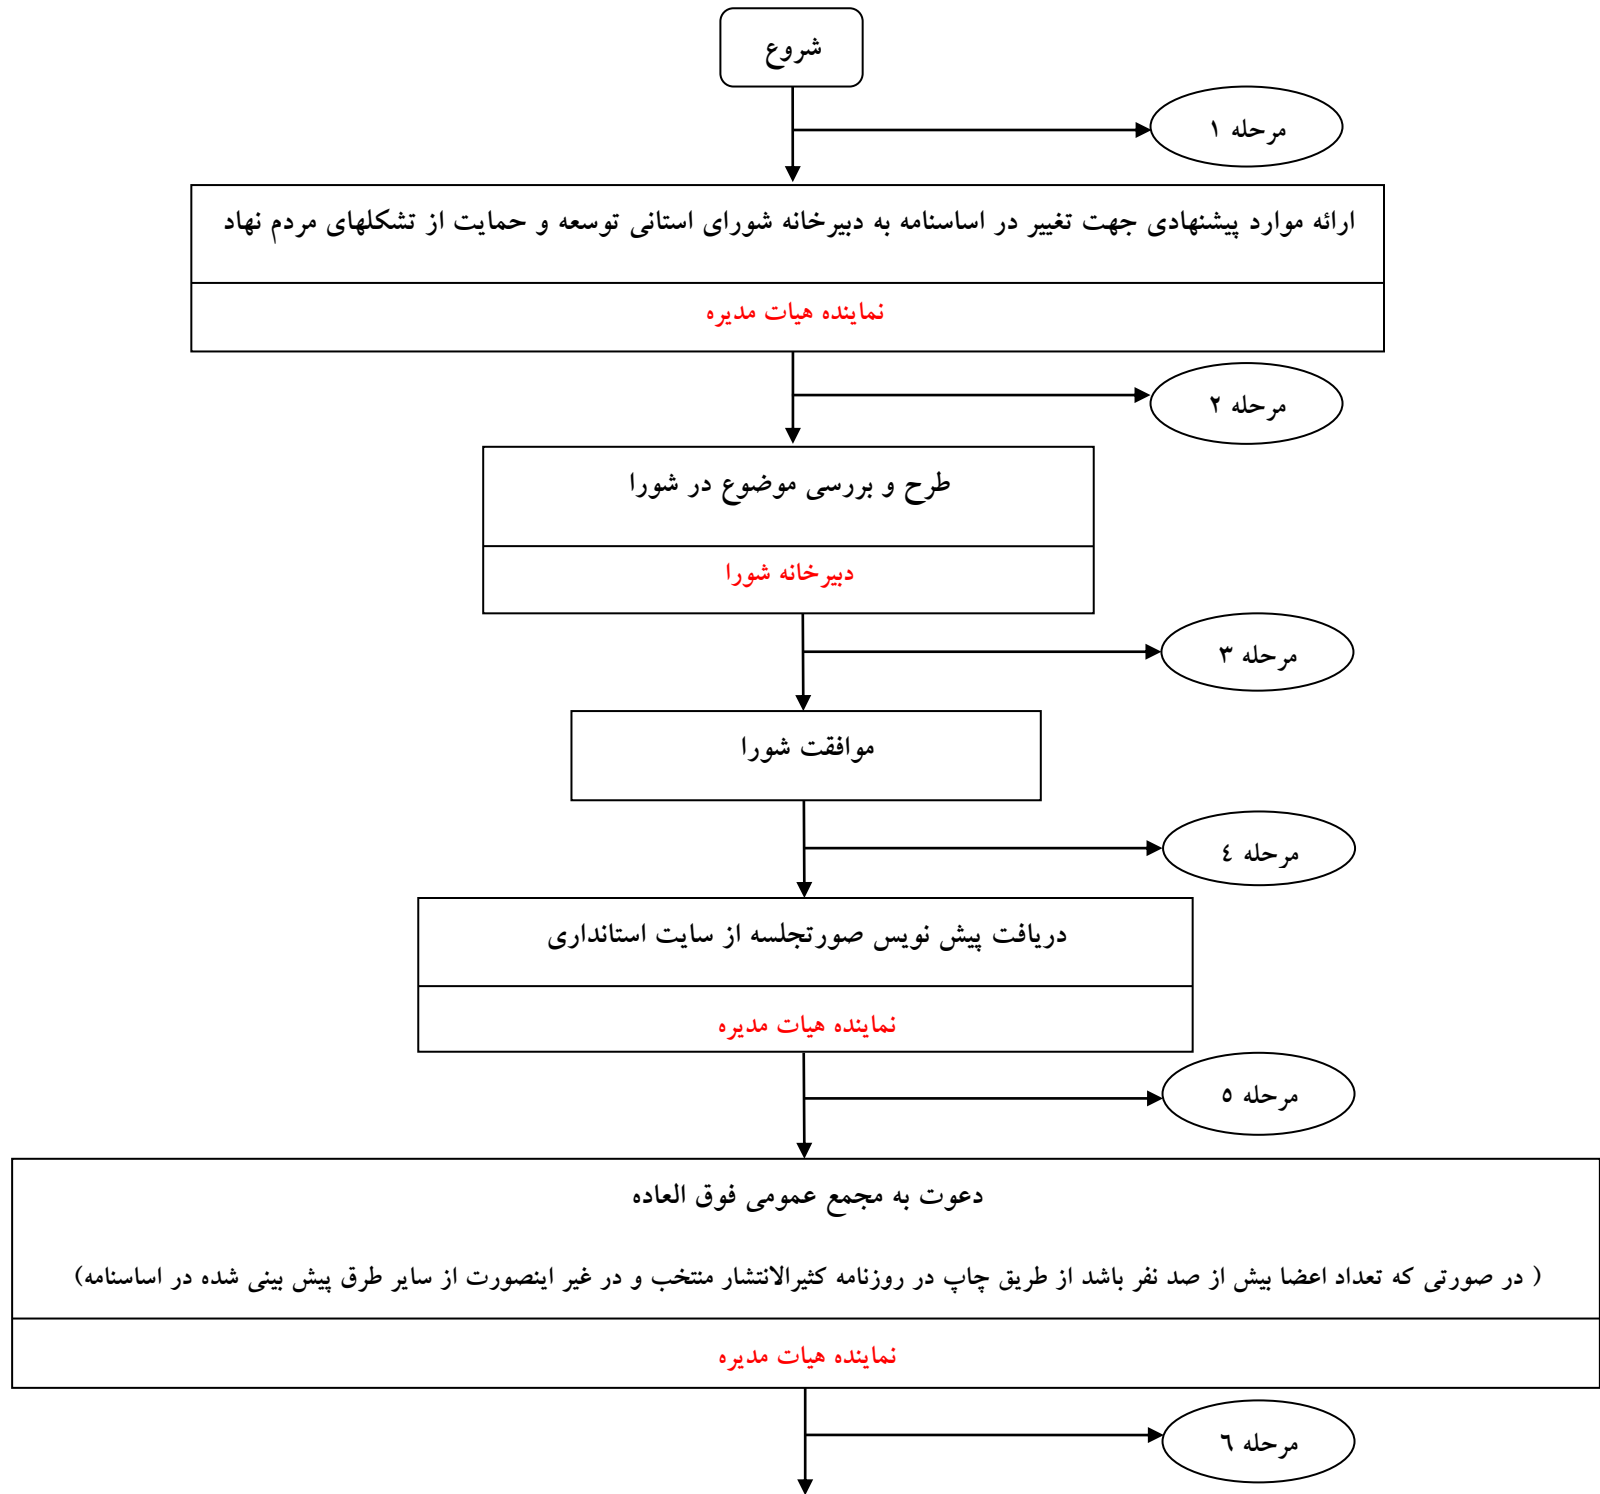 شروع
مرحله ١
ارائه موارد پیشنهادی جهت تغییر در اساسنامه به دبیرخانه شورای استانی توسعه و حمایت از تشکلهای مردم نهاد
نماینده هیات مدیره
مرحله ٢
طرح و بررسی موضوع در شورا
دبیرخانه شورا
مرحله ٣
موافقت شورا
مرحله ٤
دریافت پیش نویس صورتجلسه از سایت استانداری
نماینده هیات مدیره
مرحله ٥
دعوت به مجمع عمومی فوق العاده
( در صورتی که تعداد اعضا بیش از صد نفر باشد از طریق چاپ در روزنامه کثیرالانتشار منتخب و در غیر اینصورت از سایر طرق پیش بینی شده در اساسنامه)
نماینده هیات مدیره
مرحله ٦